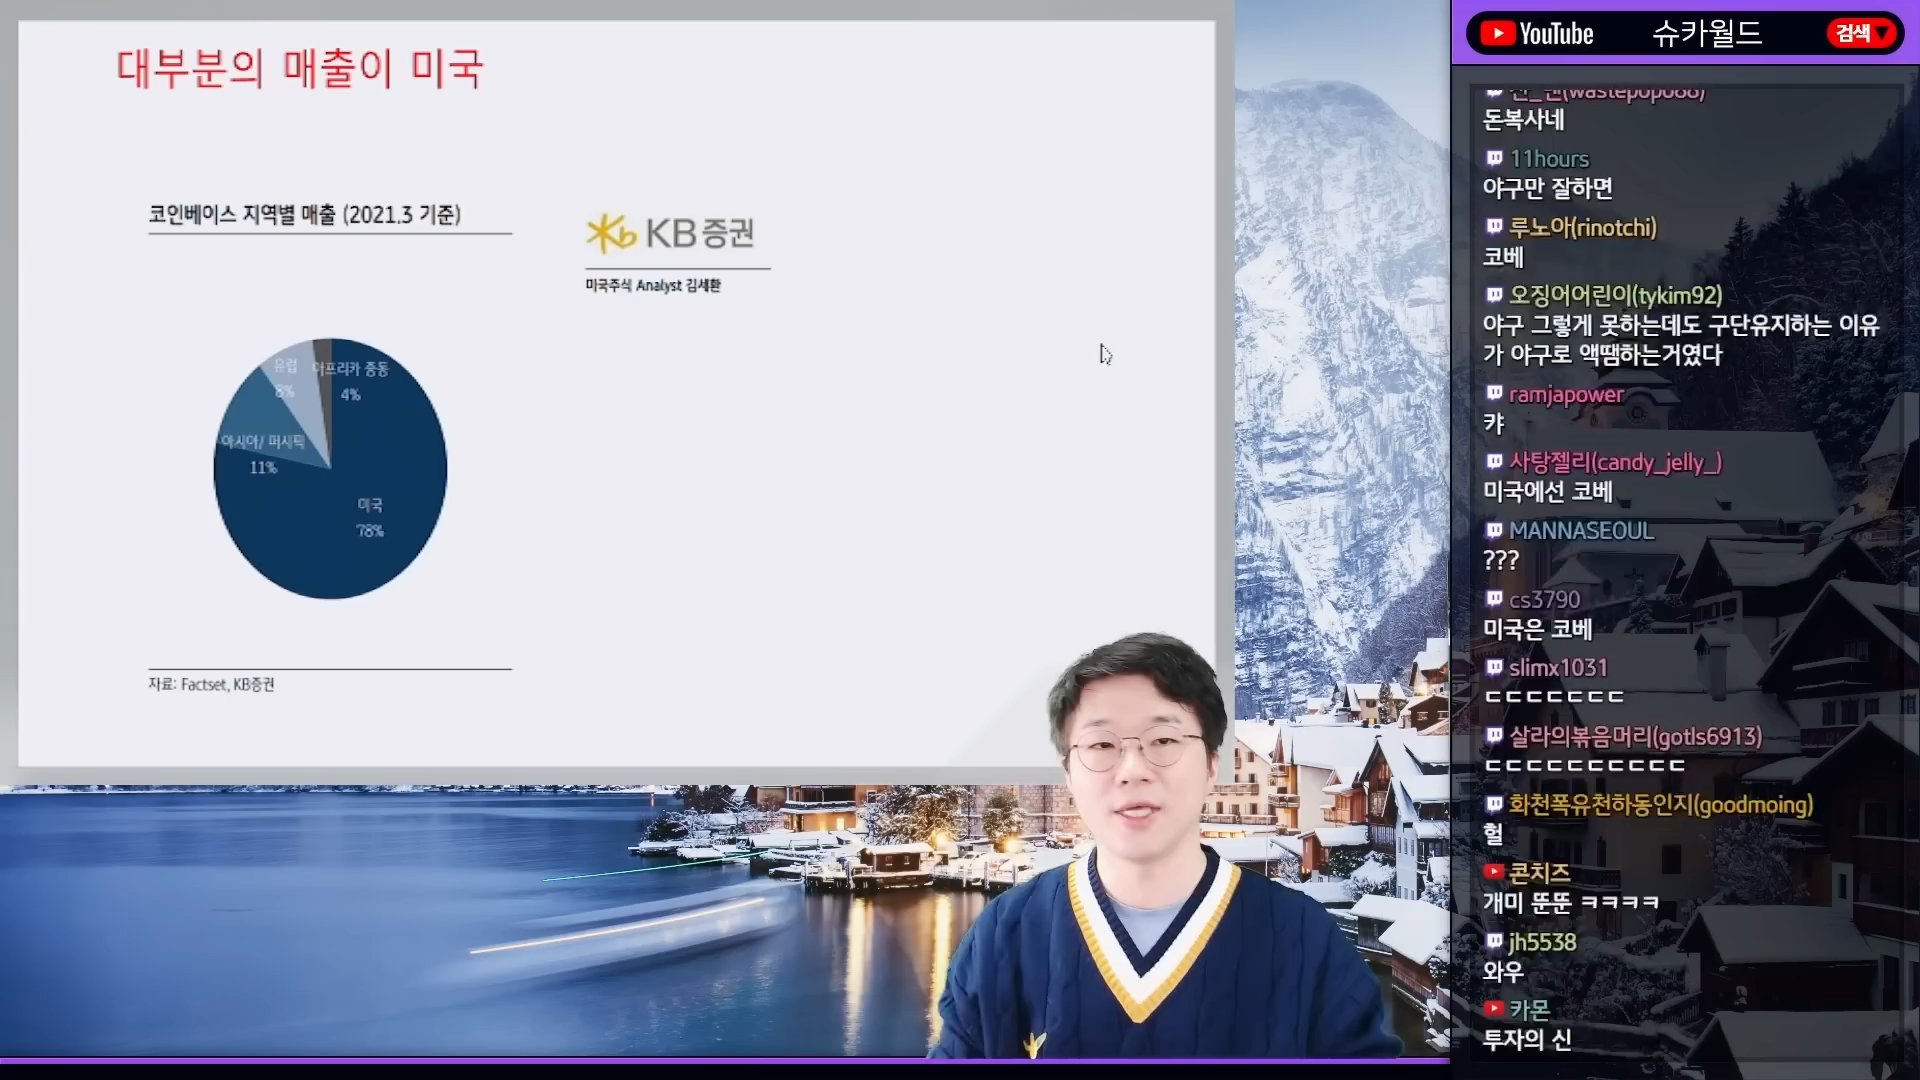 대부분의 매출이 미국
코인베이스 지역별 매출 (2021.3 기준)
KB증권
미국주식 Analyst 김세환
유럽
8%
아프리카 중동
4%
아시아/ 퍼시픽
11%
미국
78%
자료: Factset, KB증권
YouTube 슈카월드 검색▼
돈복사네
11hours
야구만 잘하면
루노아(rinotchi)
코베
오징어어린이(tykim92)
야구 그렇게 못하는데도 구단유지하는 이유
가 야구로 액땜하는거였다
ramjapower
캬
사탕젤리(candy_jelly_)
미국에선 코베
MANNASEOUL
???
cs3790
미국은 코베
slimx1031
ㄷㄷㄷㄷㄷㄷㄷ
살라의볶음머리(gotls6913)
ㄷㄷㄷㄷㄷㄷㄷㄷㄷㄷ
화천폭유천하동인지(goodmoing)
헐
콘치즈
개미 뚠뚠 ㅋㅋㅋㅋ
jh5538
와우
카몬
투자의 신